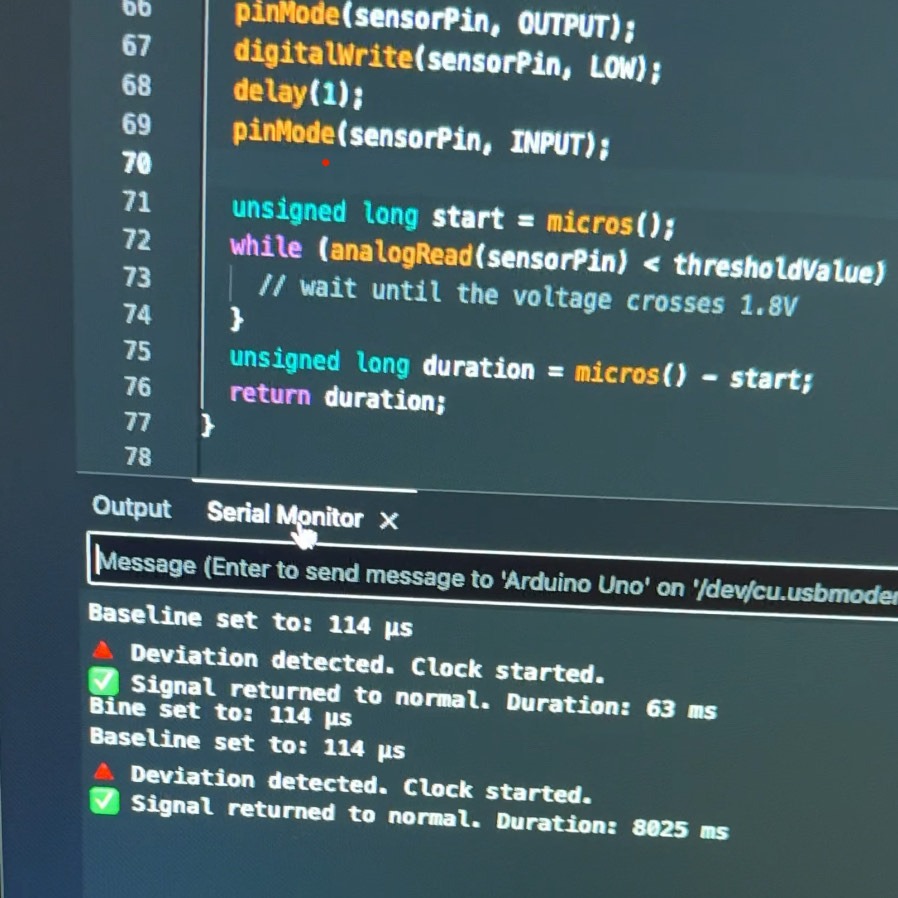 66 pinMode(sensorPin, OUTPUT);
67 digitalWrite(sensorPin, LOW);
68 delay(1);
69 pinMode(sensorPin, INPUT);
70
71 unsigned long start = micros();
72 while (analogRead(sensorPin) < thresholdValue)
73 // wait until the voltage crosses 1.8V
74 }
75 unsigned long duration = micros() - start;
76 return duration;
77 }
78
Output Serial Monitor ×
Message (Enter to send message to 'Arduino Uno' on '/dev/cu.usbmodem
Baseline set to: 114 µs
🔺 Deviation detected. Clock started.
✅ Signal returned to normal. Duration: 63 ms
Bine set to: 114 µs
Baseline set to: 114 µs
🔺 Deviation detected. Clock started.
✅ Signal returned to normal. Duration: 8025 ms